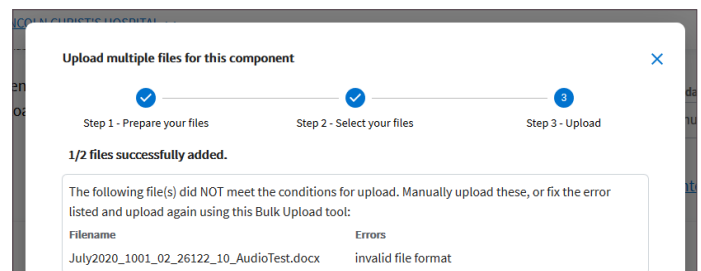 LN CHRIST'S HOSPITAL
Upload multiple files for this component
3
Step 1 - Prepare your files
Step 2 - Select your files
Step 3 - Upload
1/2 files successfully added.
The following file(s) did NOT meet the conditions for upload. Manually upload these, or fix the error
listed and upload again using this Bulk Upload tool:
Filename Errors
July2020_1001_02_26122_10_AudioTest.docx invalid file format